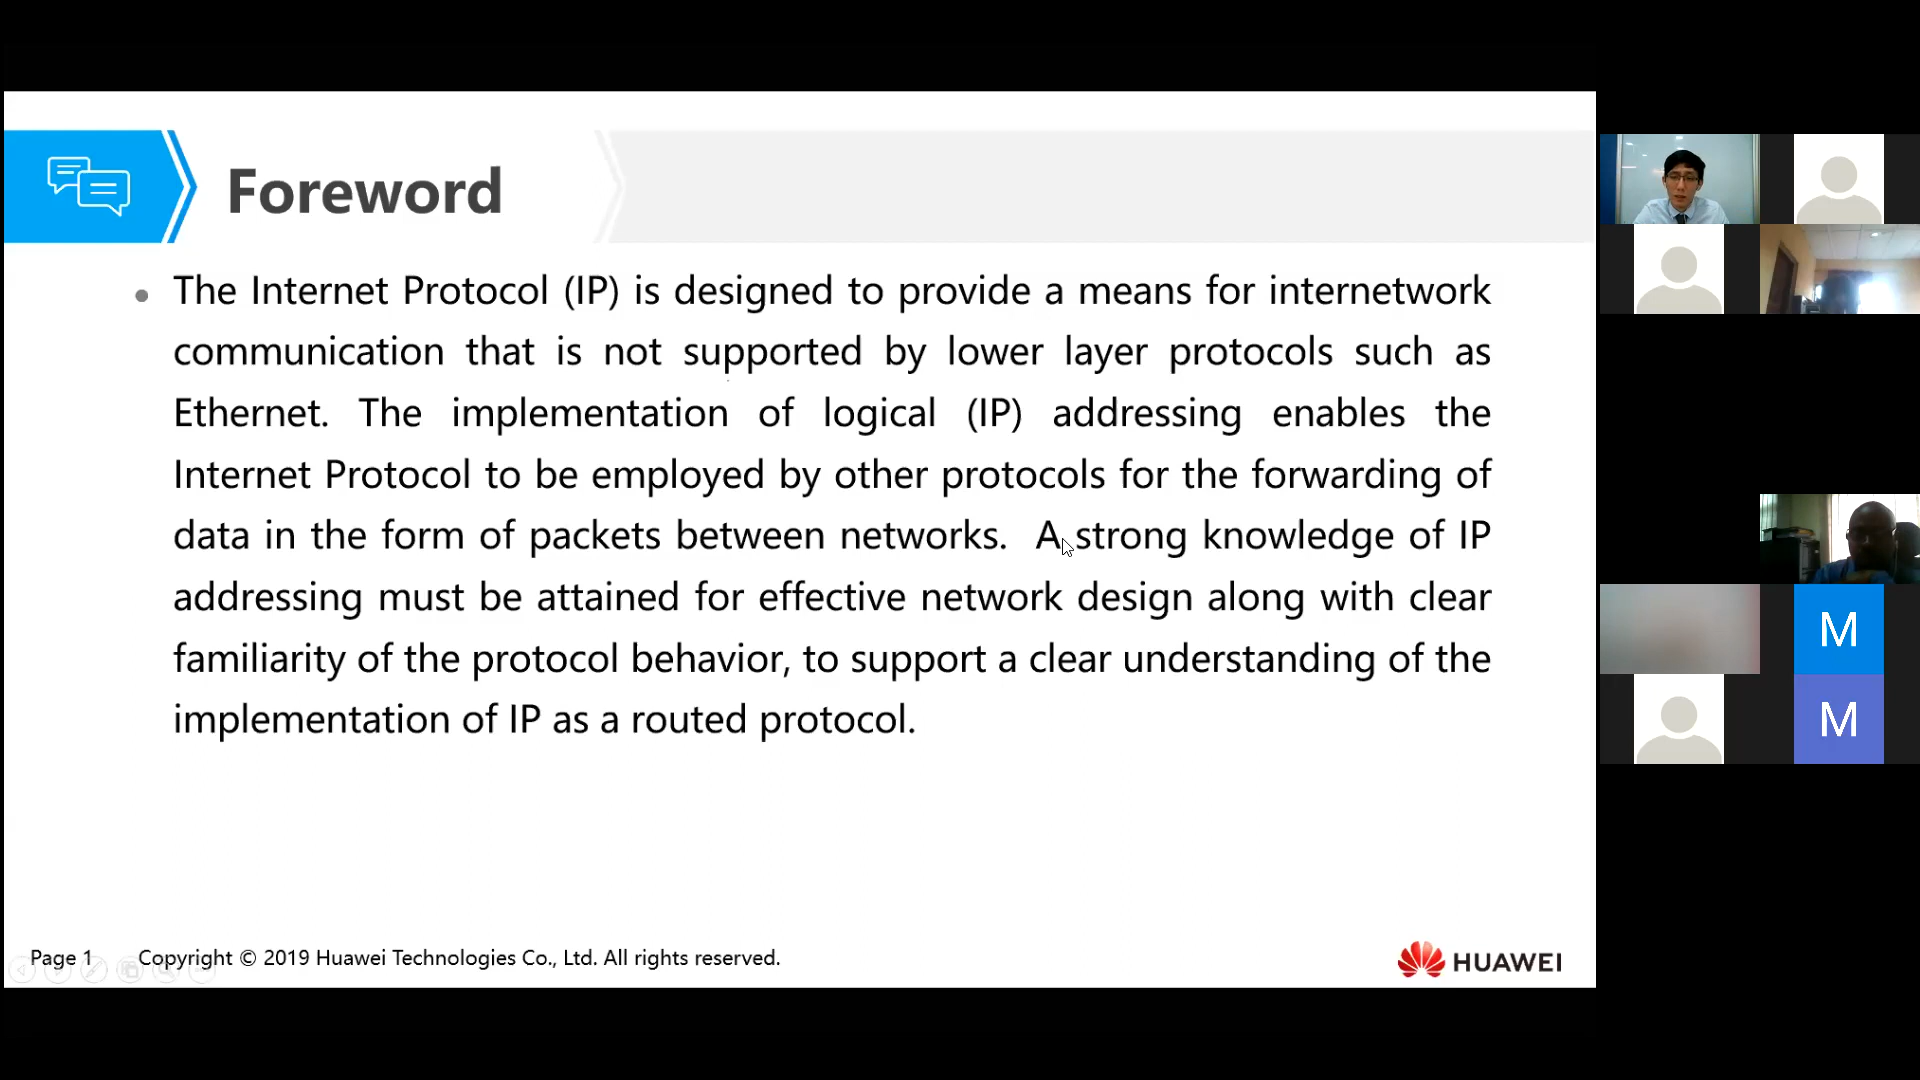 Foreword
• The Internet Protocol (IP) is designed to provide a means for internetwork
communication that is not supported by lower layer protocols such as
Ethernet. The implementation of logical (IP) addressing enables the
Internet Protocol to be employed by other protocols for the forwarding of
data in the form of packets between networks. A strong knowledge of IP
addressing must be attained for effective network design along with clear
familiarity of the protocol behavior, to support a clear understanding of the
implementation of IP as a routed protocol.
Page 1 Copyright © 2019 Huawei Technologies Co., Ltd. All rights reserved.
HUAWEI
M
M